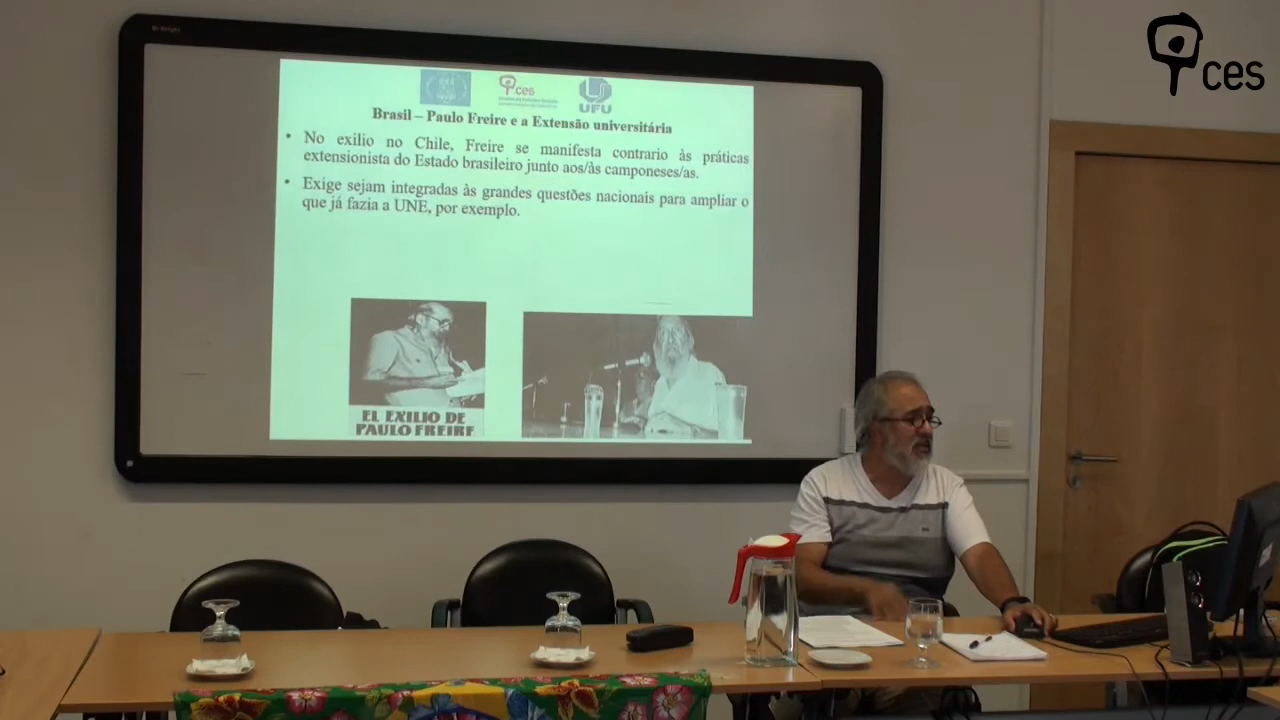 ces
ces
UFU
Brasil – Paulo Freire e a Extensão universitária
• No exilio no Chile, Freire se manifesta contrario às práticas
extensionista do Estado brasileiro junto aos/às camponeses/as.
• Exige sejam integradas às grandes questões nacionais para ampliar o
que já fazia a UNE, por exemplo.
EL EXILIO DE
PAULO FREIRE